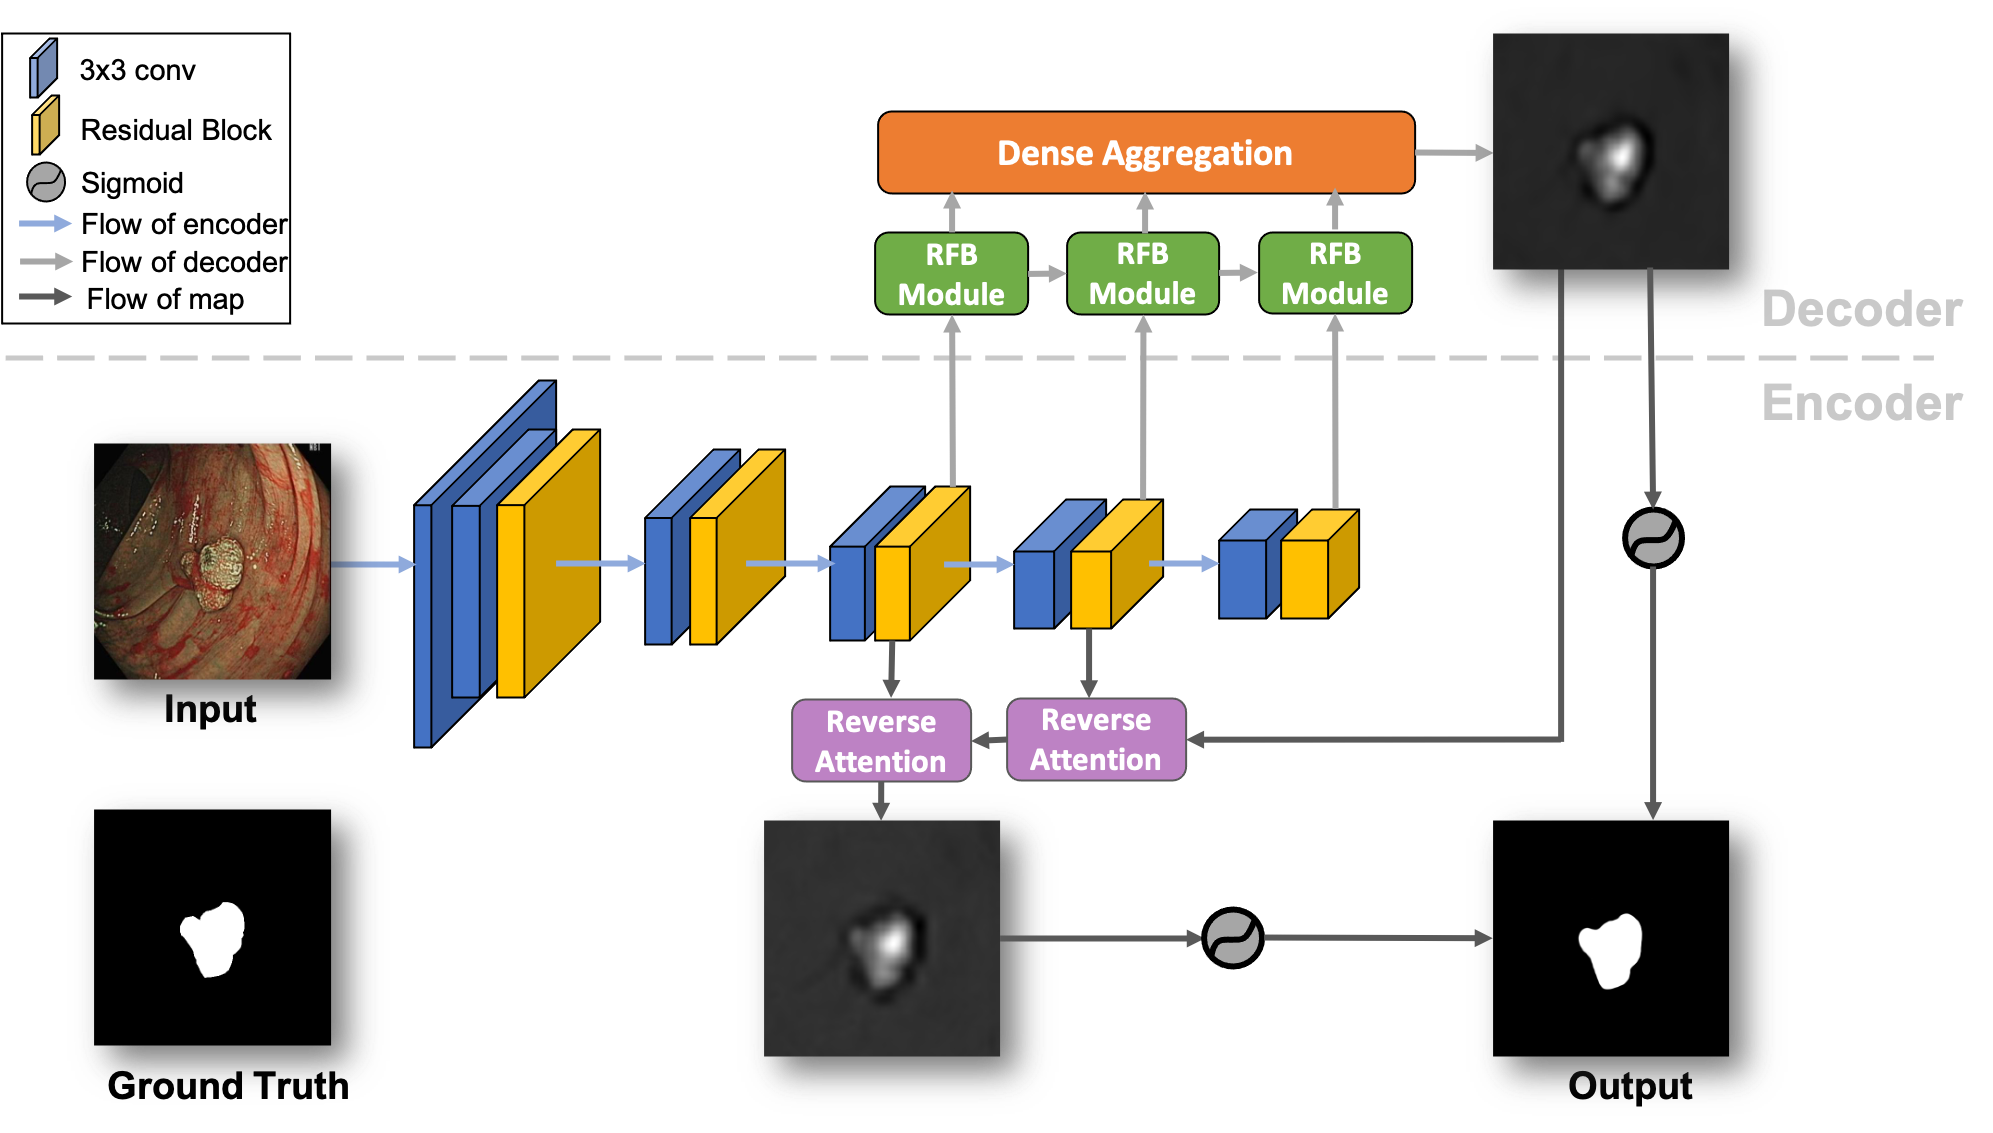 3x3 conv
Residual Block
Sigmoid
Flow of encoder
Flow of decoder
Flow of map
Dense Aggregation
RFB
Module
RFB
Module
RFB
Module
Decoder
Encoder
Input
Reverse
Attention
Reverse
Attention
Ground Truth
Output